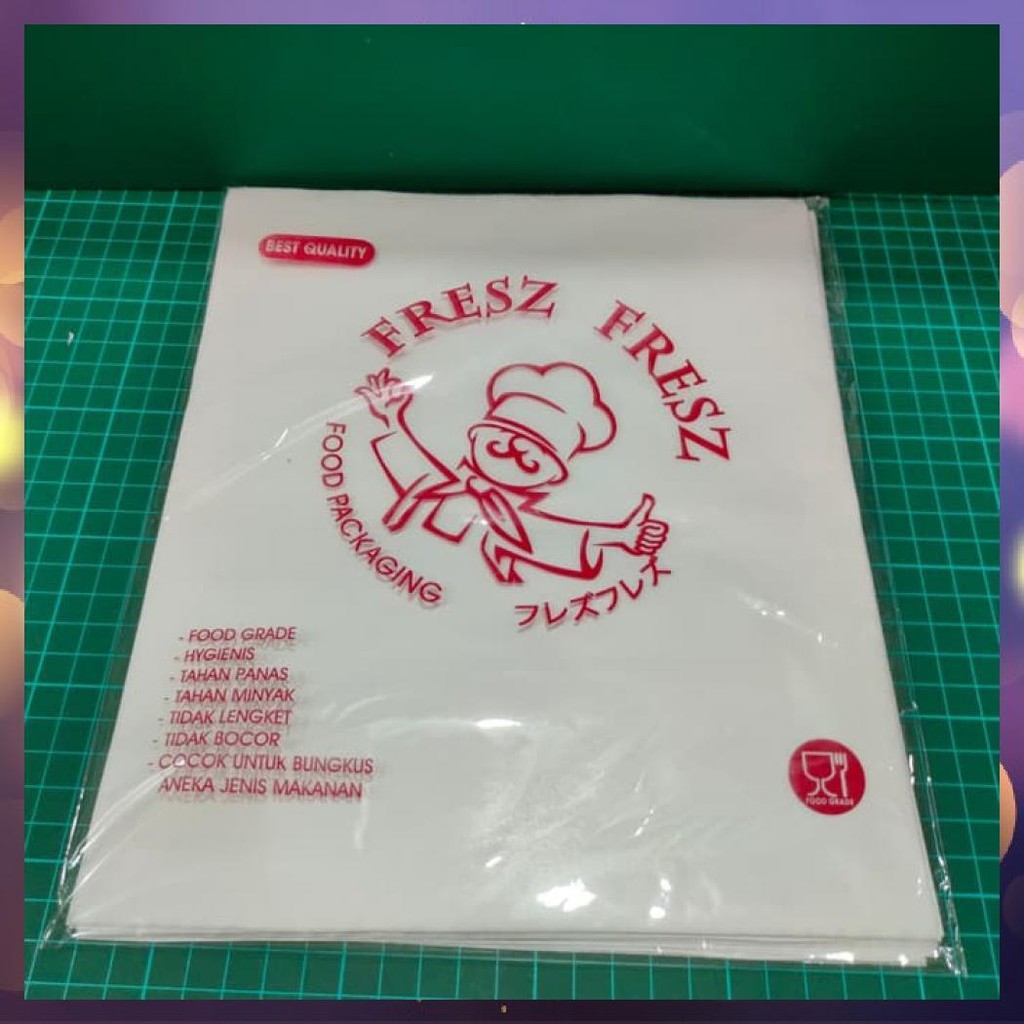 BEST QUALITY
FRESZ FRESZ
FOOD PACKAGING
フレズフレズ
- FOOD GRADE
- HYGIENIS
- TAHAN PANAS
- TAHAN MINYAK
- TIDAK LENGKET
- TIDAK BOCOR
- COCOK UNTUK BUNGKUS
ANEKA JENIS MAKANAN
FOOD GRADE